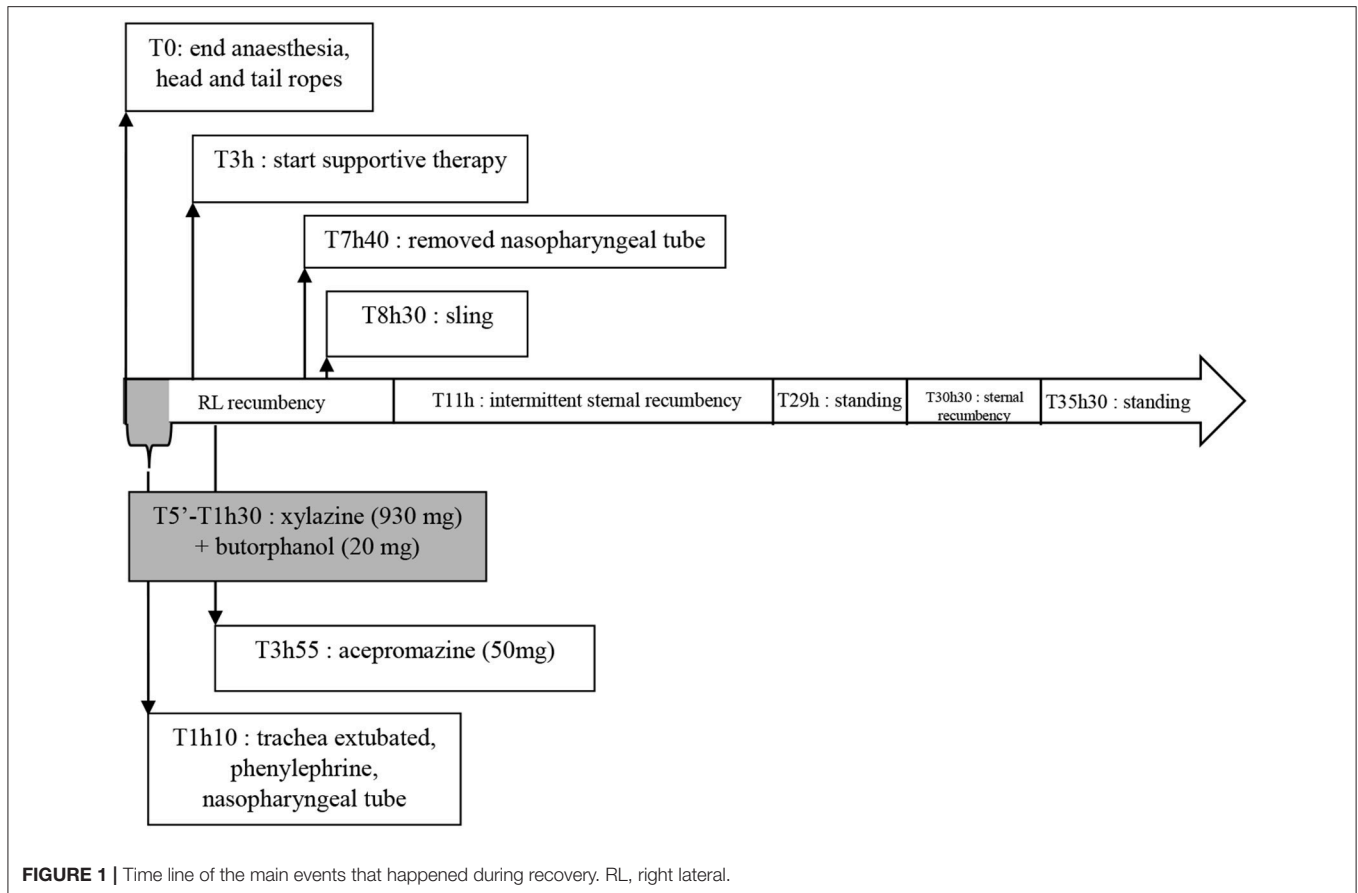 T0: end anaesthesia,
head and tail ropes
T3h : start supportive therapy
T7h40 : removed nasopharyngeal tube
T8h30 : sling
RL recumbency
T11h : intermittent sternal recumbency
T29h : standing
T30h30 : sternal
recumbency
T35h30 : standing
T5’-T1h30 : xylazine (930 mg)
+ butorphanol (20 mg)
T3h55 : acepromazine (50mg)
T1h10 : trachea extubated,
phenylephrine,
nasopharyngeal tube
FIGURE 1 | Time line of the main events that happened during recovery. RL, right lateral.